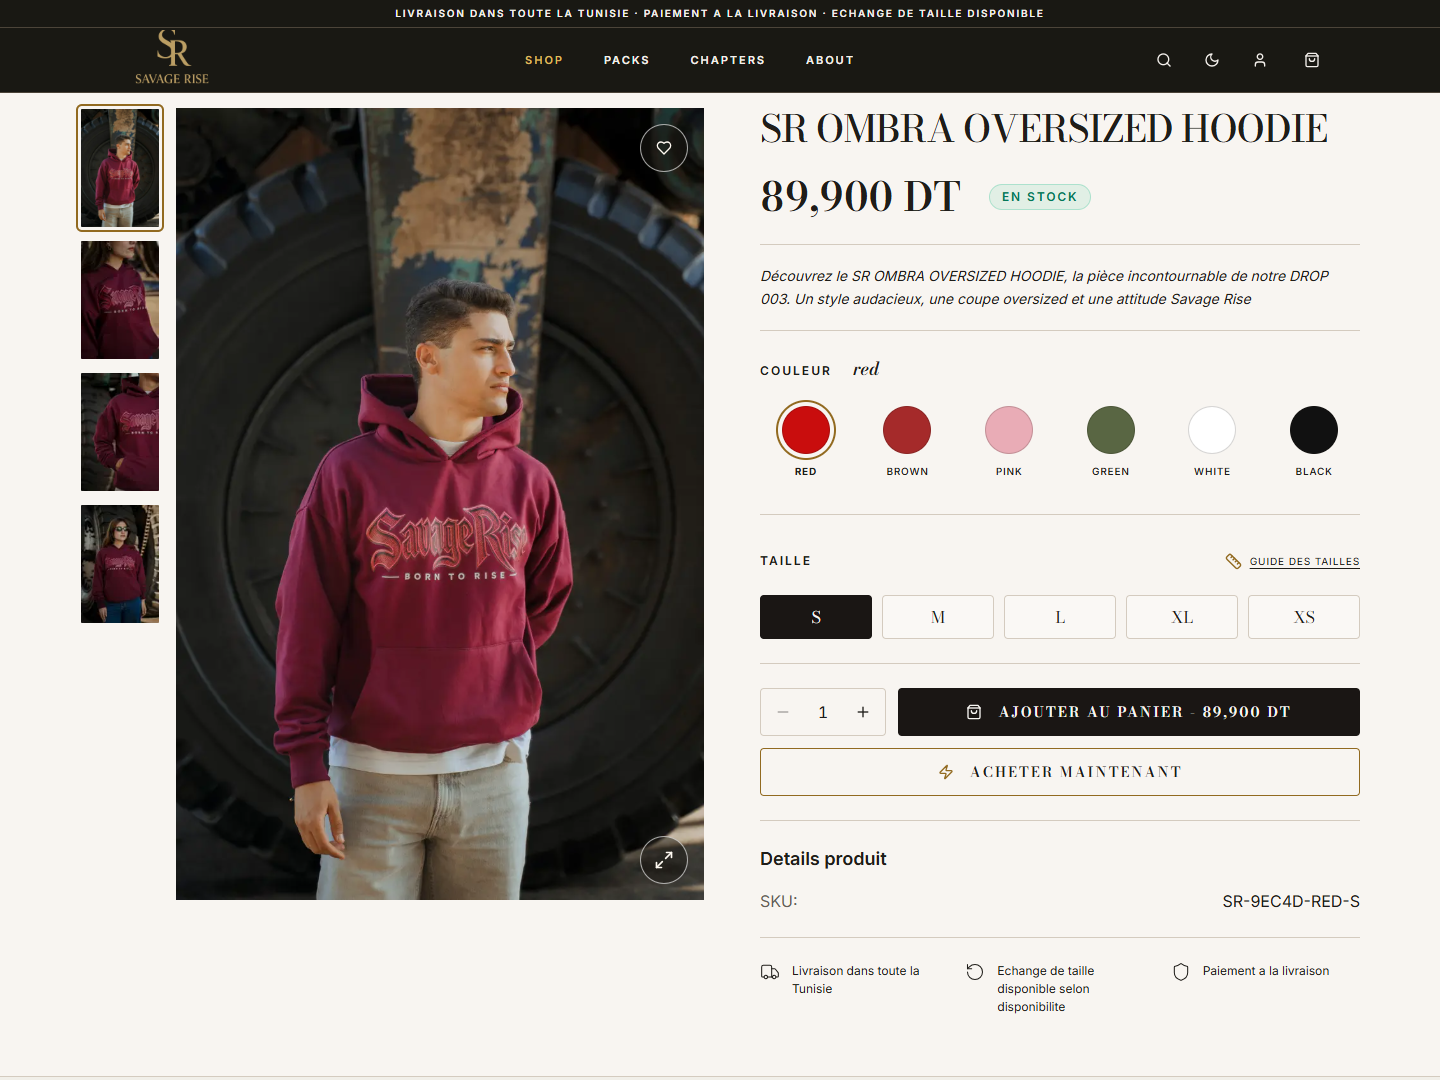 LIVRAISON DANS TOUTE LA TUNISIE · PAIEMENT A LA LIVRAISON · ECHANGE DE TAILLE DISPONIBLE
SR
SAVAGE RISE
SHOP PACKS CHAPTERS ABOUT
SR OMBRA OVERSIZED HOODIE
89,900 DT EN STOCK
Découvrez le SR OMBRA OVERSIZED HOODIE, la pièce incontournable de notre DROP
003. Un style audacieux, une coupe oversized et une attitude Savage Rise
COULEUR red
RED BROWN PINK GREEN WHITE BLACK
Savage Rise
BORN TO RISE
TAILLE GUIDE DES TAILLES
S M L XL XS
1 AJOUTER AU PANIER - 89,900 DT
ACHETER MAINTENANT
Details produit
SKU: SR-9EC4D-RED-S
Livraison dans toute la
Tunisie
Echange de taille
disponible selon
disponibilite
Paiement a la livraison